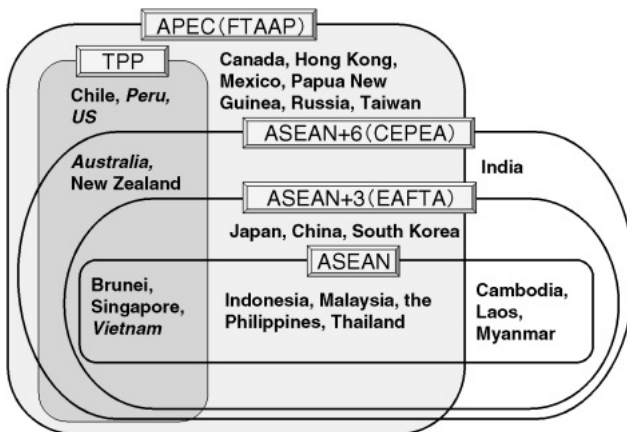 APEC(FTAAP)
TPP
Canada, Hong Kong,
Mexico, Papua New
Guinea, Russia, Taiwan
Chile, Peru,
US
ASEAN+6(CEPEA)
Australia,
New Zealand
India
ASEAN+3(EAFTA)
Japan, China, South Korea
ASEAN
Brunei,
Singapore,
Vietnam
Indonesia, Malaysia, the
Philippines, Thailand
Cambodia,
Laos,
Myanmar